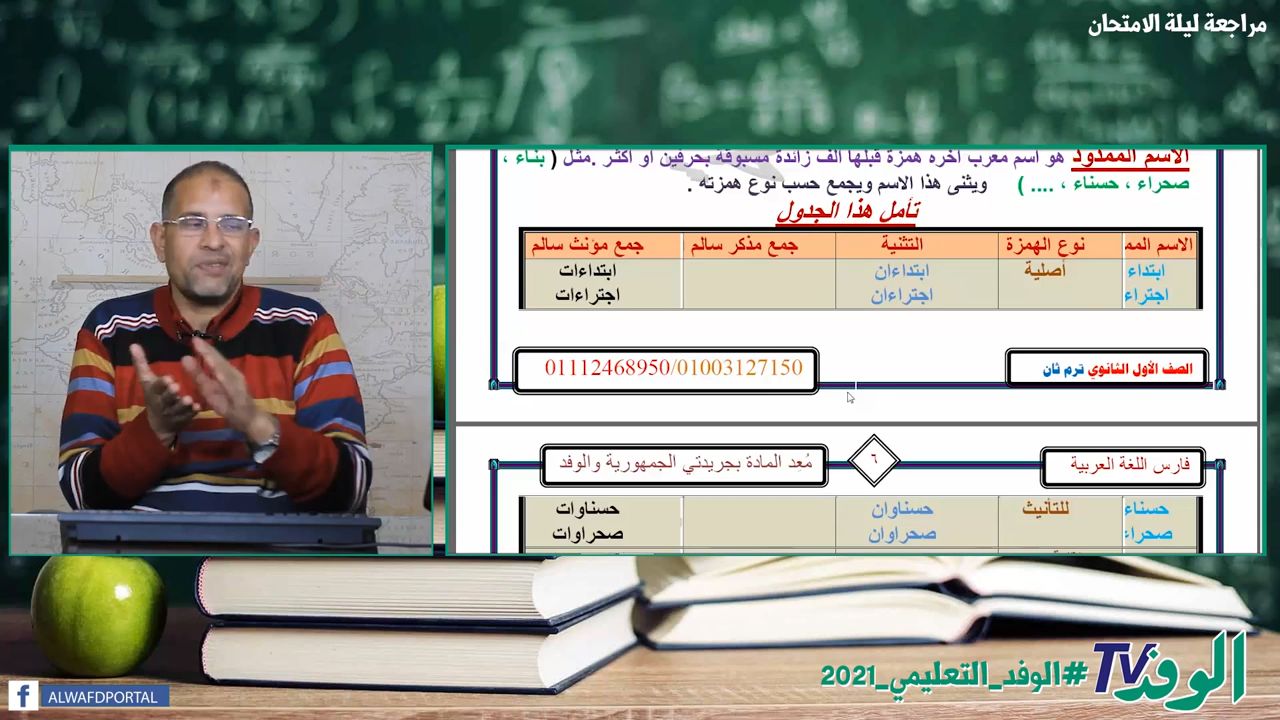 مراجعة ليلة الامتحان
الاسم الممدود هو اسم معرب آخره همزة قبلها ألف زائدة مسبوقة بحرفين أو أكثر .مثل ( بناء ،
صحراء ، حسناء ، .... ) ويثنى هذا الاسم ويجمع حسب نوع همزته .
تأمل هذا الجدول
الاسم المم نوع الهمزة التثنية جمع مذكر سالم جمع مؤنث سالم
ابتداء أصلية ابتداءان ابتداءات
اجتراء اجتراءان اجتراءات
الصف الأول الثانوي ترم ثان 01112468950/01003127150
فارس اللغة العربية ٦ مُعد المادة بجريدتي الجمهورية والوفد
حسناء للتأنيث حسناوان حسناوات
صحراء صحراوان صحراوات
الوفد TV #الوفد_التعليمي_2021
f ALWAFDPORTAL